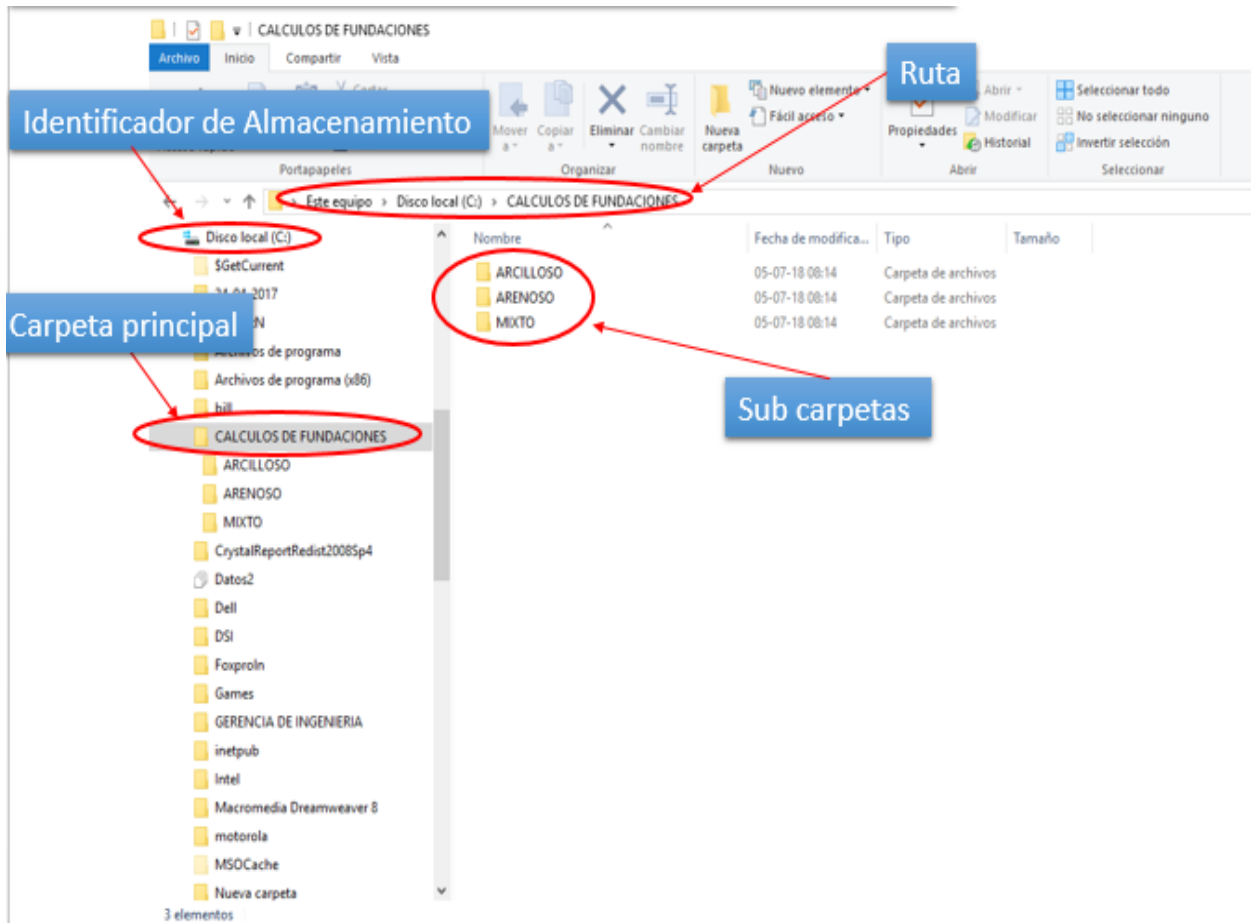 CALCULOS DE FUNDACIONES
Archivo Inicio Compartir Vista
Ruta
Identificador de Almacenamiento
Mover a Copiar a Eliminar Cambiar nombre
Nueva carpeta
Nuevo elemento
Fácil acceso
Propiedades
Abrir
Modificar
Historial
Seleccionar todo
No seleccionar ninguno
Invertir selección
Portapapeles Organizar Nuevo Abrir Seleccionar
Este equipo > Disco local (C:) > CALCULOS DE FUNDACIONES
Disco local (C:)
$GetCurrent
24-04-2017
Carpeta principal
Archivos de programa
Archivos de programa (x86)
bill
CALCULOS DE FUNDACIONES
ARCILLOSO
ARENOSO
MIXTO
CrystalReportRedist2008Sp4
Datos2
Dell
DSI
Foxproln
Games
GERENCIA DE INGENIERIA
inetpub
Intel
Macromedia Dreamweaver 8
motorola
MSOCache
Nueva carpeta
3 elementos
Nombre Fecha de modifica... Tipo Tamaño
ARCILLOSO 05-07-18 08:14 Carpeta de archivos
ARENOSO 05-07-18 08:14 Carpeta de archivos
MIXTO 05-07-18 08:14 Carpeta de archivos
Sub carpetas